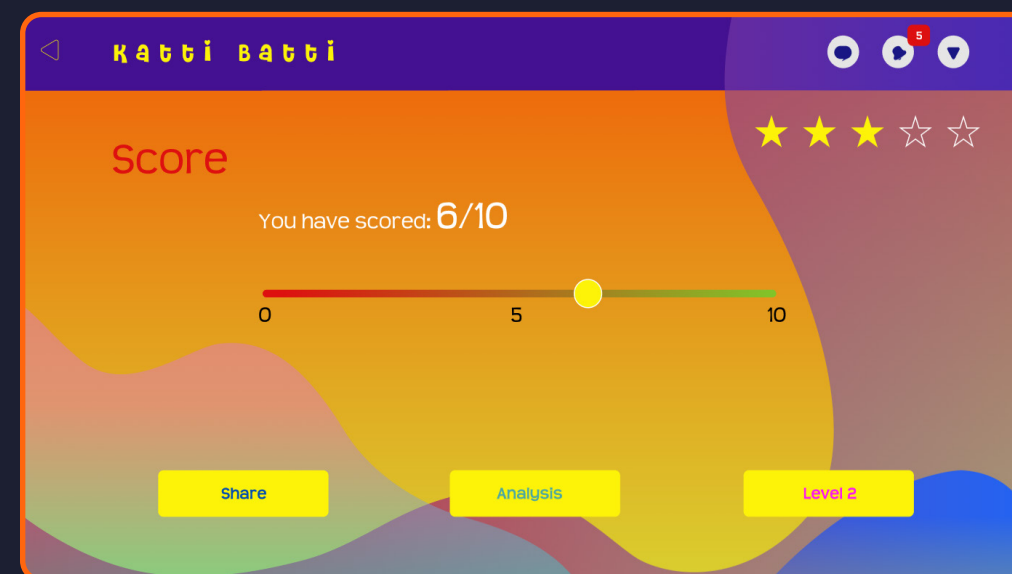 Katti Batti
5
Score
You have scored: 6/10
0 5 10
Share Analysis Level 2